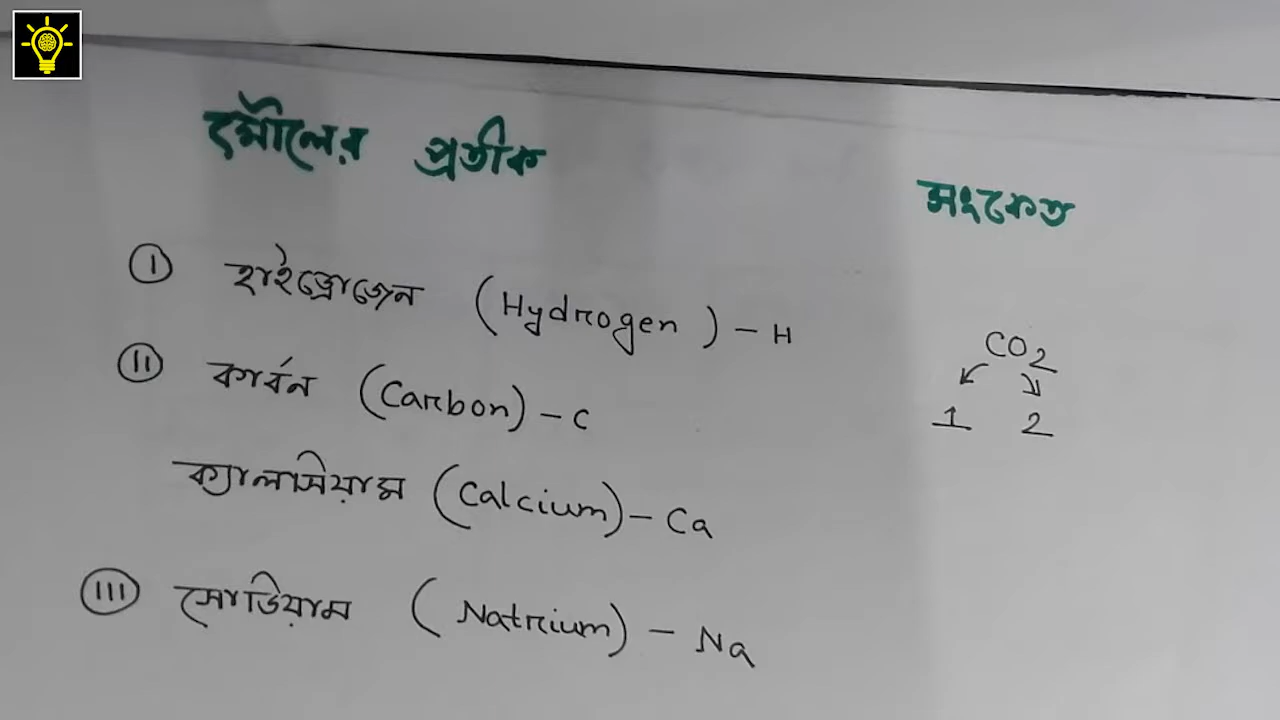 মৌলের প্রতীক
সংকেত
I হাইড্রোজেন (Hydrogen) - H
II কার্বন (Carbon) - C
ক্যালসিয়াম (Calcium) - Ca
III সোডিয়াম (Natrium) - Na
CO2
1 2